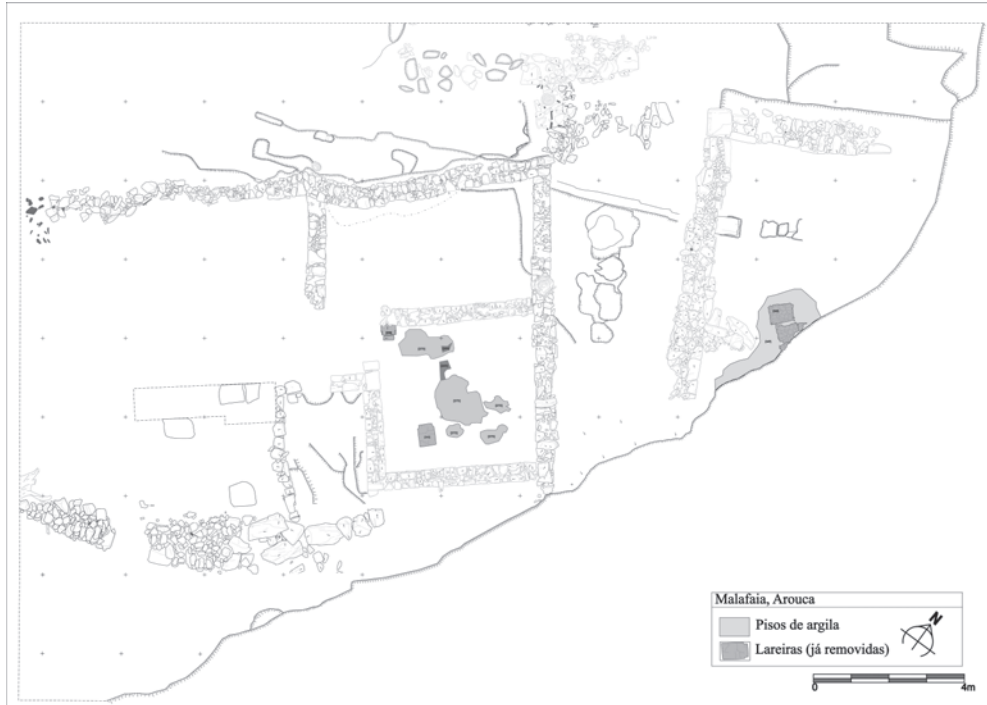 Malafaia, Arouca
Pisos de argila
Lareiras (já removidas)
N
0 4m